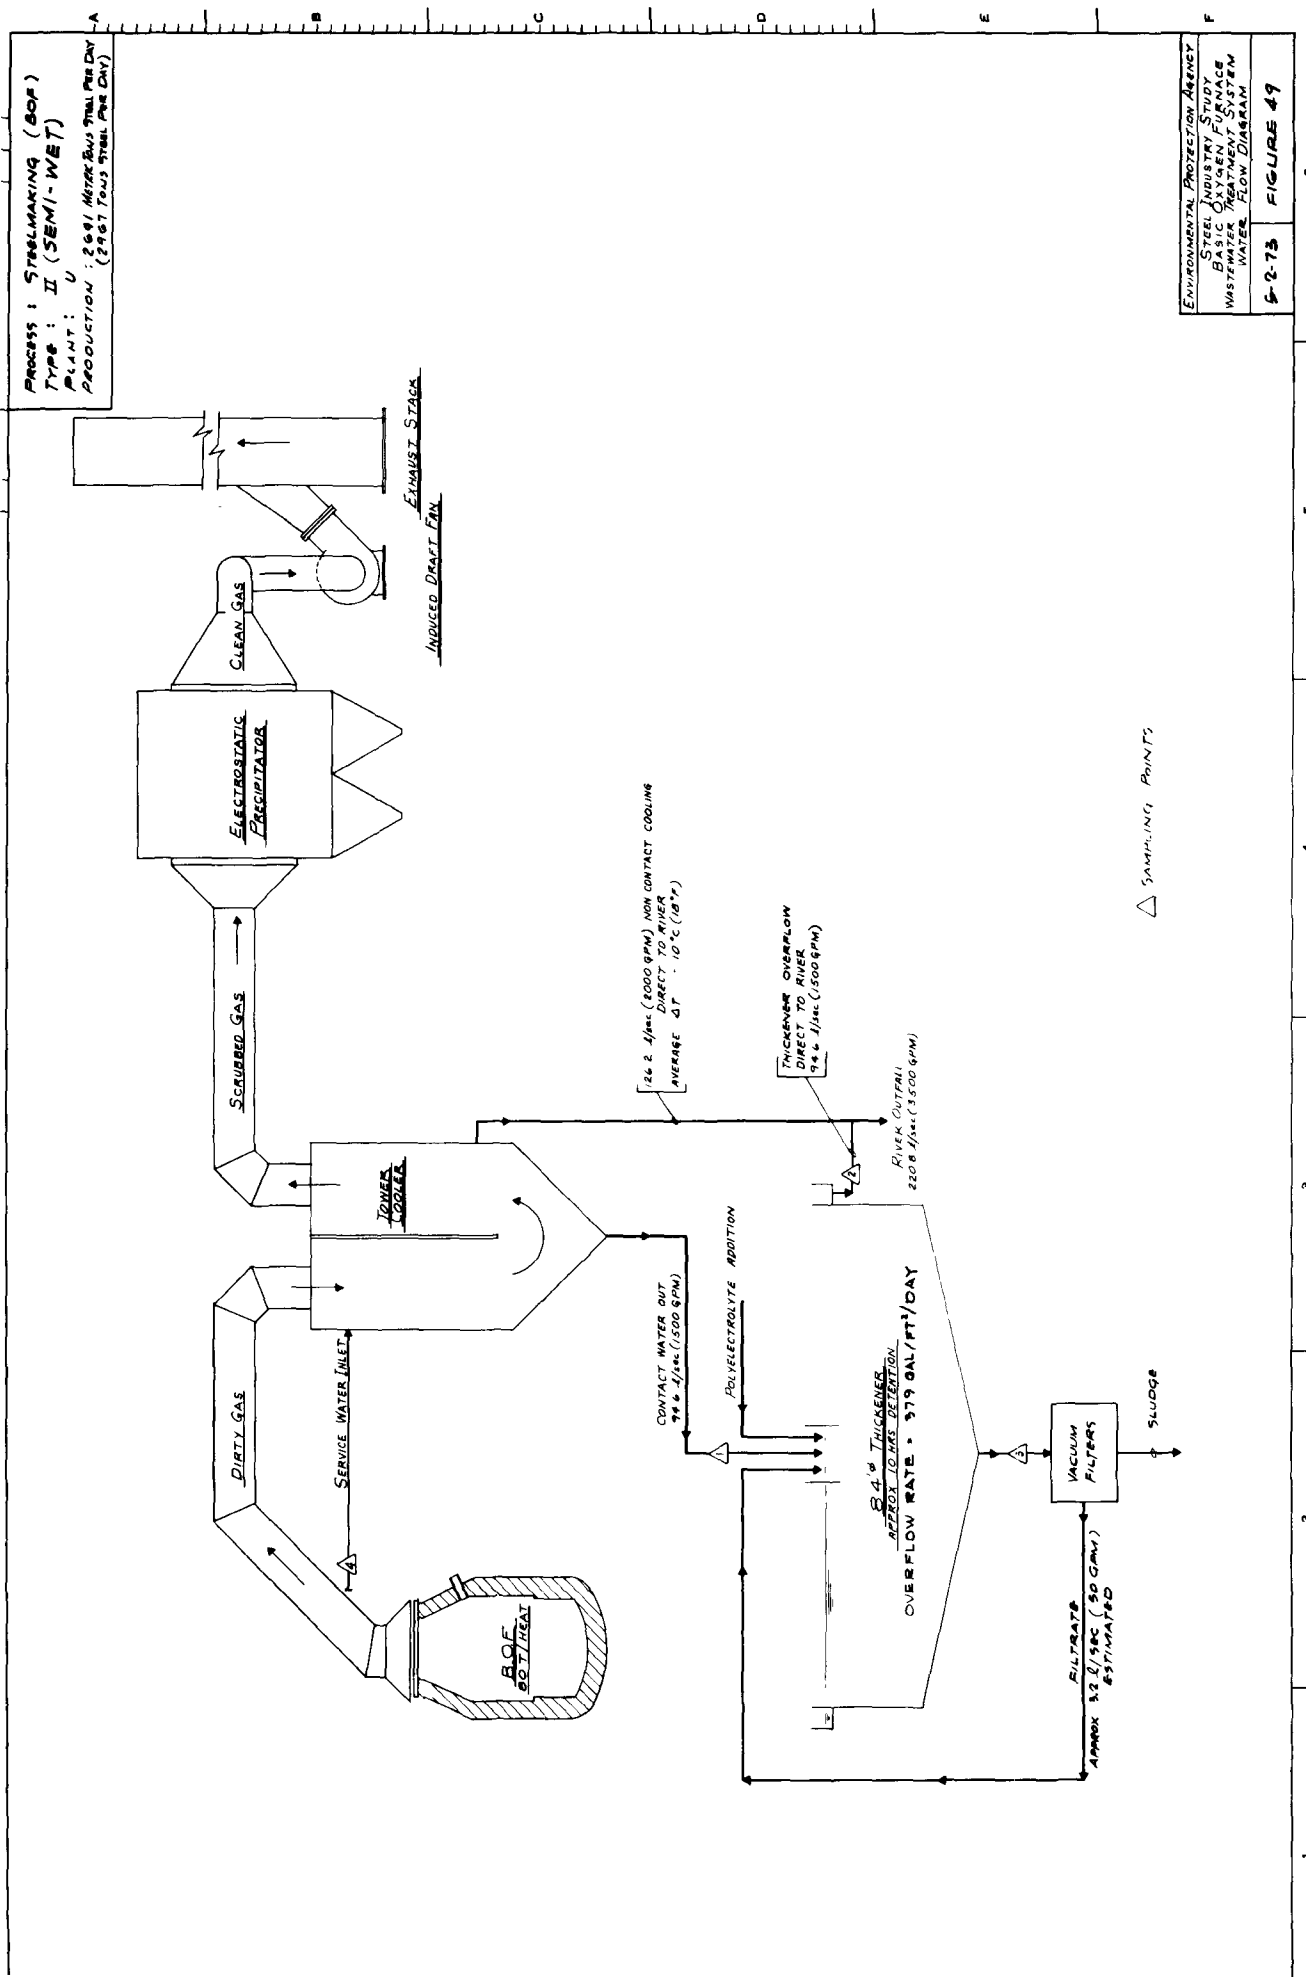 PROCESS : STEELMAKING (BOF)
TYPE : II (SEMI-WET)
PLANT : U
PRODUCTION : 2691 METRIC TONS STEEL PER DAY
(2967 TONS STEEL PER DAY)
A
B
C
D
E
F
EXHAUST STACK
INDUCED DRAFT FAN
CLEAN GAS
ELECTROSTATIC
PRECIPITATOR
SCRUBBED GAS
TOWER
COOLER
DIRTY GAS
SERVICE WATER INLET
4
B.O.F.
80 T/HEAT
126.2 l/sec (2000 GPM) NON CONTACT COOLING
DIRECT TO RIVER
AVERAGE ΔT - 10°C (18°F)
THICKENER OVERFLOW
DIRECT TO RIVER
94.6 l/sec (1500 GPM)
2
RIVER OUTFALL
220.8 l/sec (3500 GPM)
CONTACT WATER OUT
94.6 l/sec (1500 GPM)
1
POLYELECTROLYTE ADDITION
84'ø THICKENER
APPROX 10 HRS DETENTION
OVERFLOW RATE = 379 GAL/FT²/DAY
3
VACUUM
FILTERS
SLUDGE
FILTRATE
APPROX 3.2 l/SEC (50 GPM)
ESTIMATED
△ SAMPLING POINTS
ENVIRONMENTAL PROTECTION AGENCY
STEEL INDUSTRY STUDY
BASIC OXYGEN FURNACE
WASTEWATER TREATMENT SYSTEM
WATER FLOW DIAGRAM
6-2-73
FIGURE 49